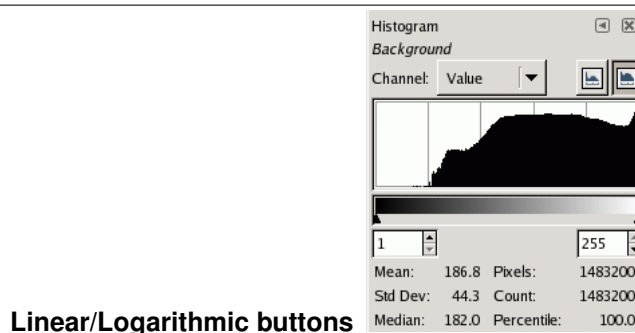 Histogram
Background
Channel: Value
1 255
Mean: 186.8 Pixels: 1483200
Std Dev: 44.3 Count: 1483200
Median: 182.0 Percentile: 100.0
Linear/Logarithmic buttons